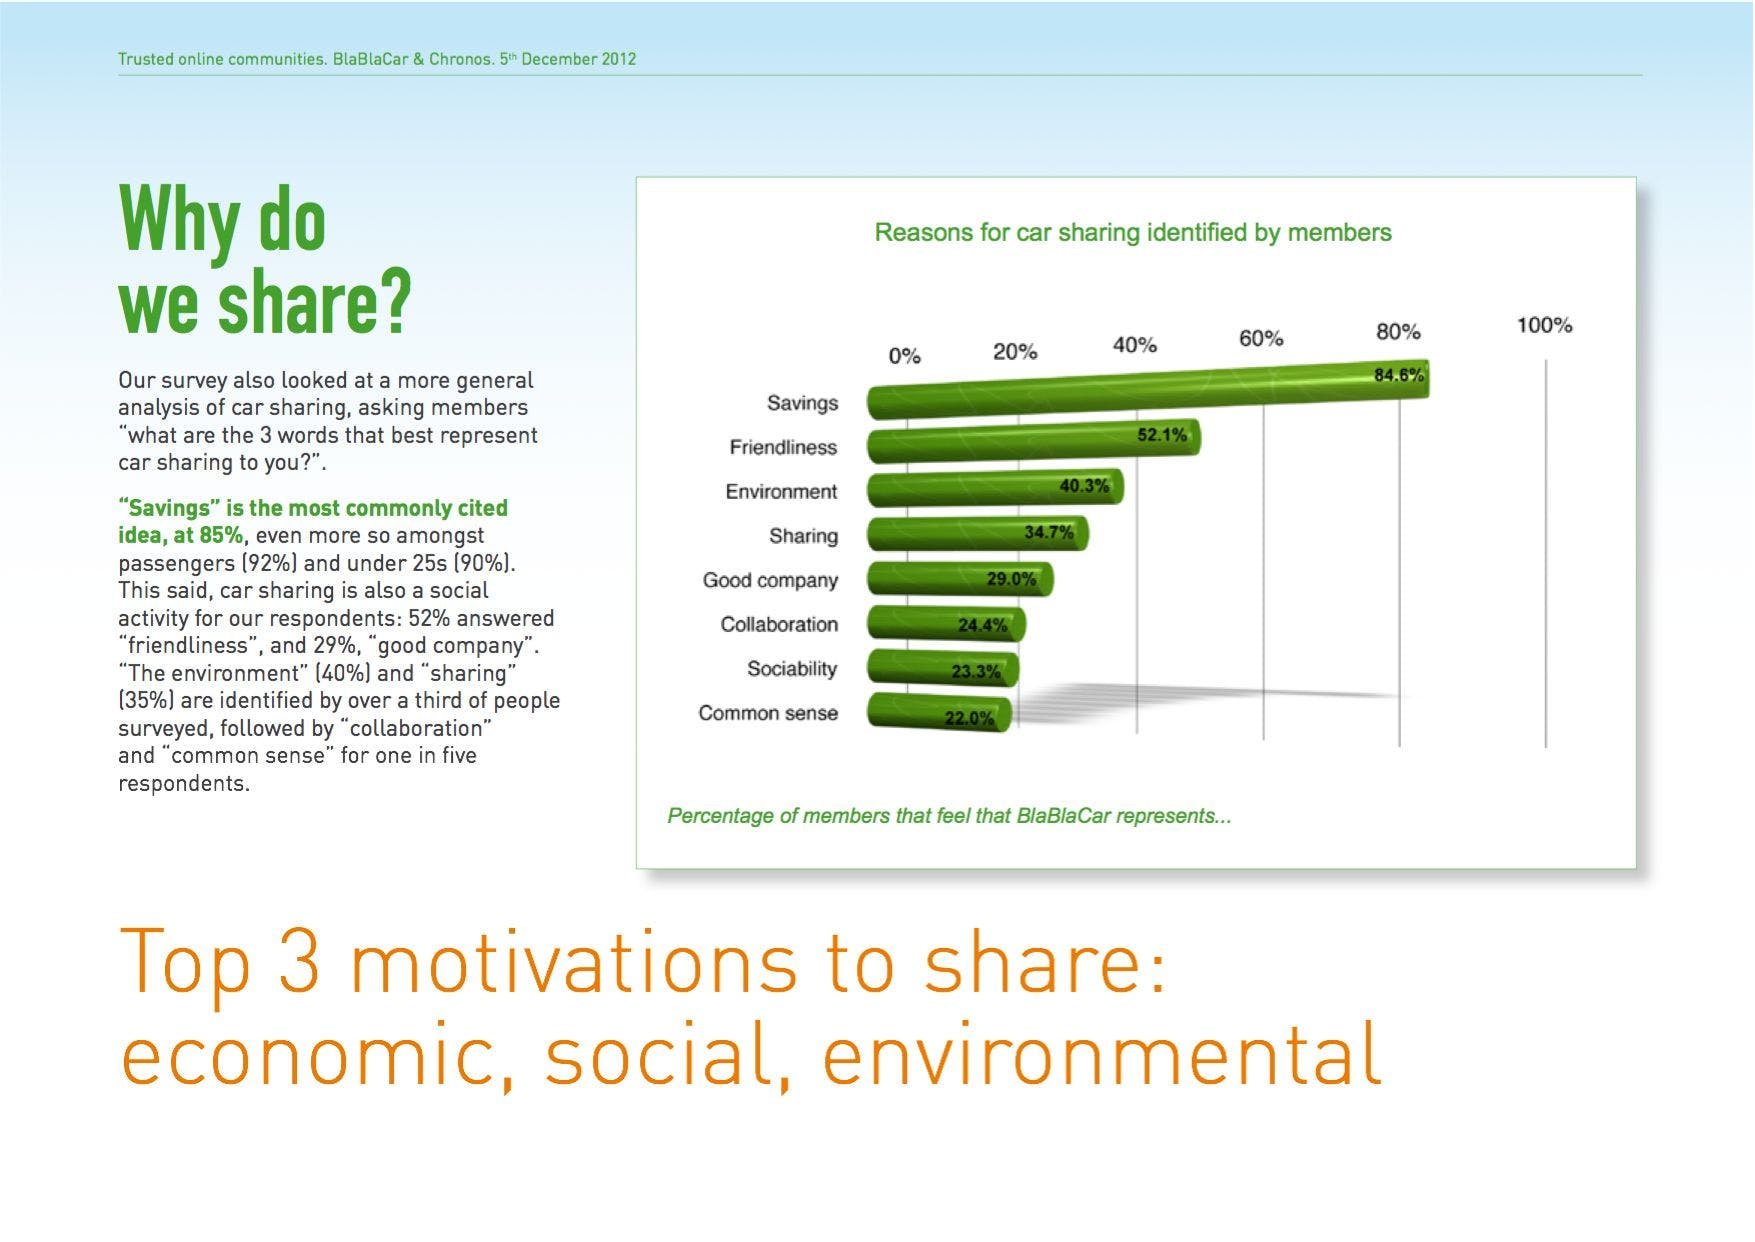 Trusted online communities. BlaBlaCar & Chronos. 5th December 2012
Why do
we share?
Our survey also looked at a more general
analysis of car sharing, asking members
“what are the 3 words that best represent
car sharing to you?”.
“Savings” is the most commonly cited
idea, at 85%, even more so amongst
passengers (92%) and under 25s (90%).
This said, car sharing is also a social
activity for our respondents: 52% answered
“friendliness”, and 29%, “good company”.
“The environment” (40%) and “sharing”
(35%) are identified by over a third of people
surveyed, followed by “collaboration”
and “common sense” for one in five
respondents.
Reasons for car sharing identified by members
0% 20% 40% 60% 80% 100%
Savings 84.6%
Friendliness 52.1%
Environment 40.3%
Sharing 34.7%
Good company 29.0%
Collaboration 24.4%
Sociability 23.3%
Common sense 22.0%
Percentage of members that feel that BlaBlaCar represents...
Top 3 motivations to share:
economic, social, environmental